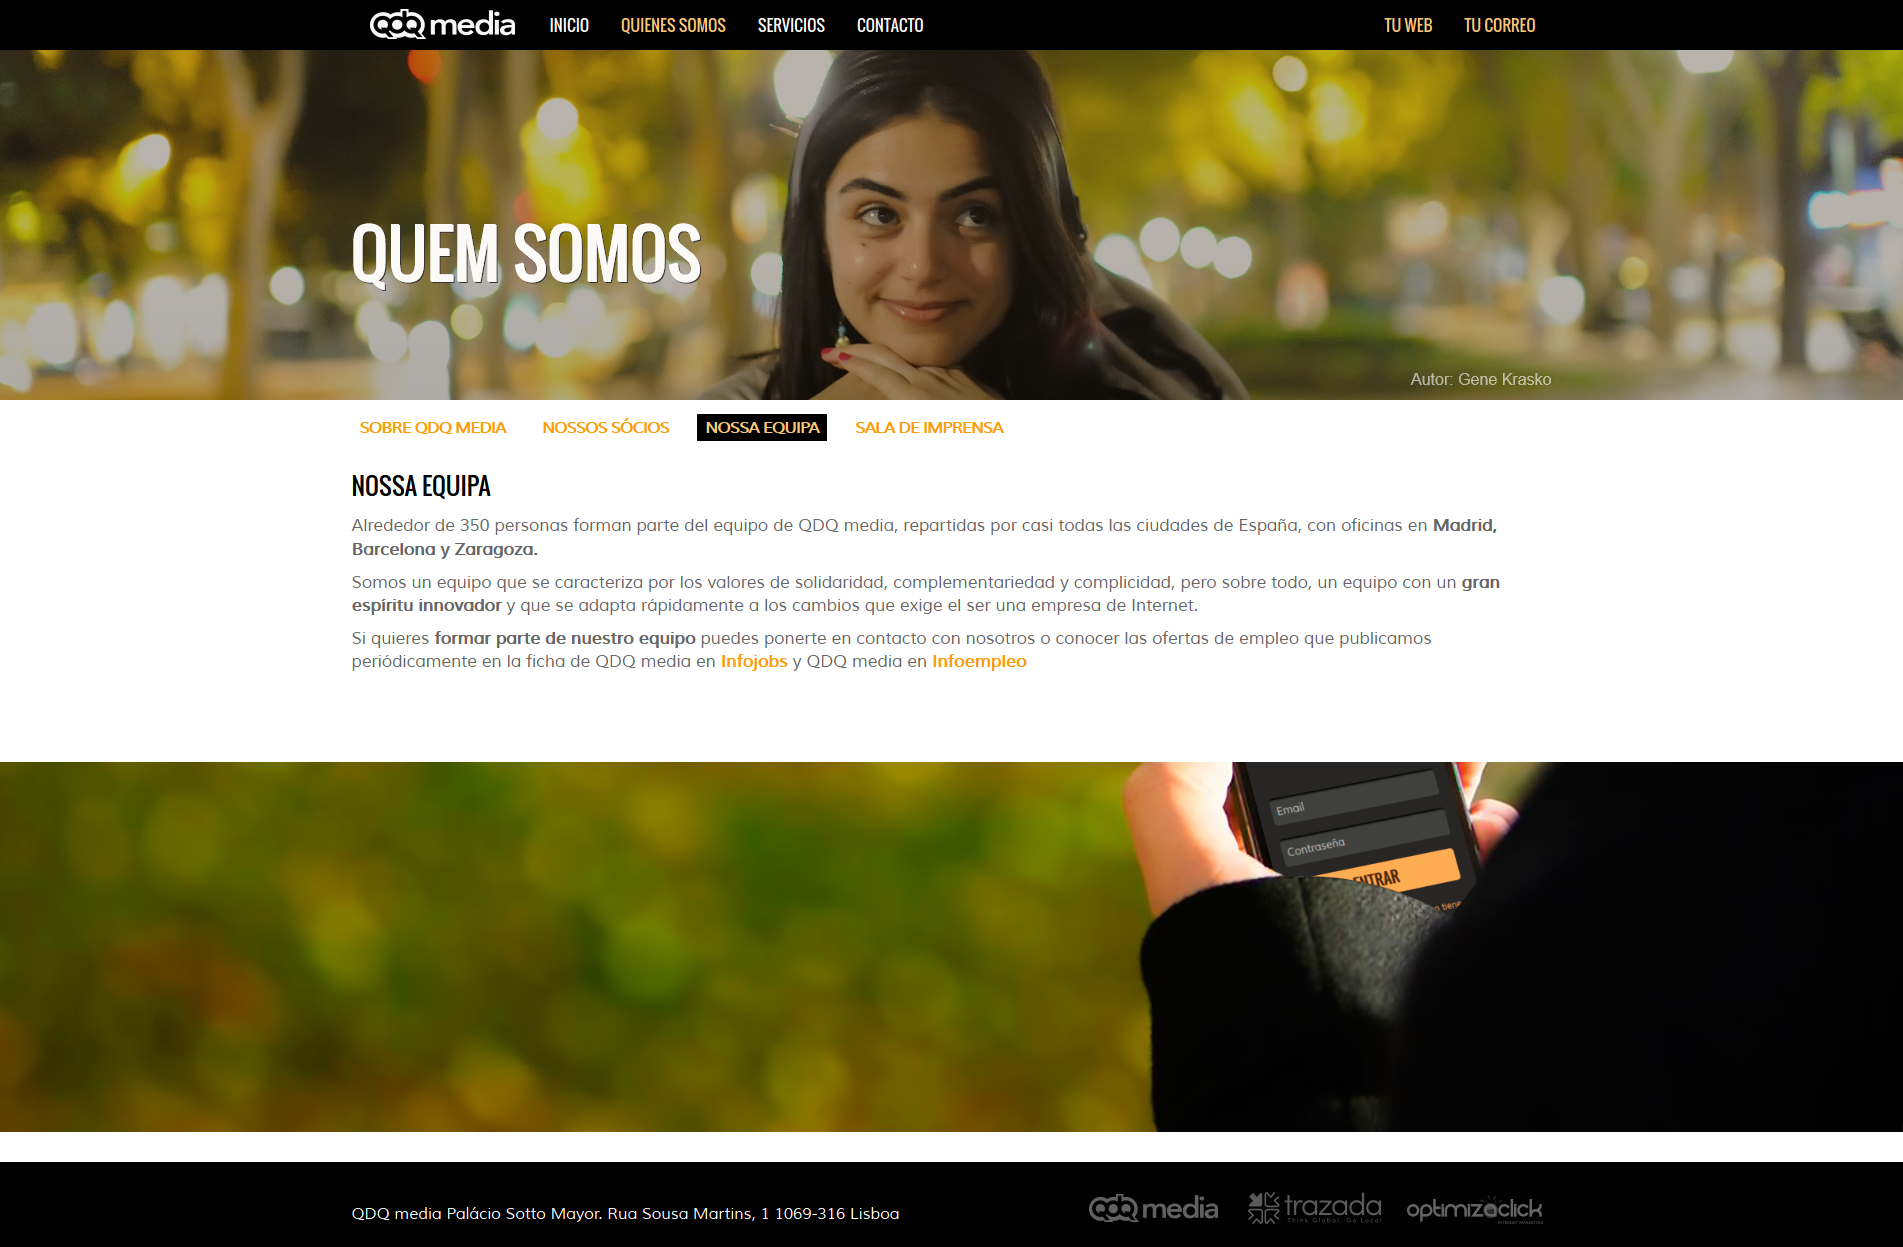 QDQ media INICIO QUIENES SOMOS SERVICIOS CONTACTO TU WEB TU CORREO
QUEM SOMOS
Autor: Gene Krasko
SOBRE QDQ MEDIA NOSSOS SÓCIOS NOSSA EQUIPA SALA DE IMPRENSA
NOSSA EQUIPA
Alrededor de 350 personas forman parte del equipo de QDQ media, repartidas por casi todas las ciudades de España, con oficinas en Madrid,
Barcelona y Zaragoza.
Somos un equipo que se caracteriza por los valores de solidaridad, complementariedad y complicidad, pero sobre todo, un equipo con un gran
espíritu innovador y que se adapta rápidamente a los cambios que exige el ser una empresa de Internet.
Si quieres formar parte de nuestro equipo puedes ponerte en contacto con nosotros o conocer las ofertas de empleo que publicamos
periódicamente en la ficha de QDQ media en Infojobs y QDQ media en Infoempleo
Email
Contraseña
ENTRAR
tiene
QDQ media Palácio Sotto Mayor. Rua Sousa Martins, 1 1069-316 Lisboa
QDQ media trazada optimizaclick
Think Global. Go Local INTERNET MARKETING